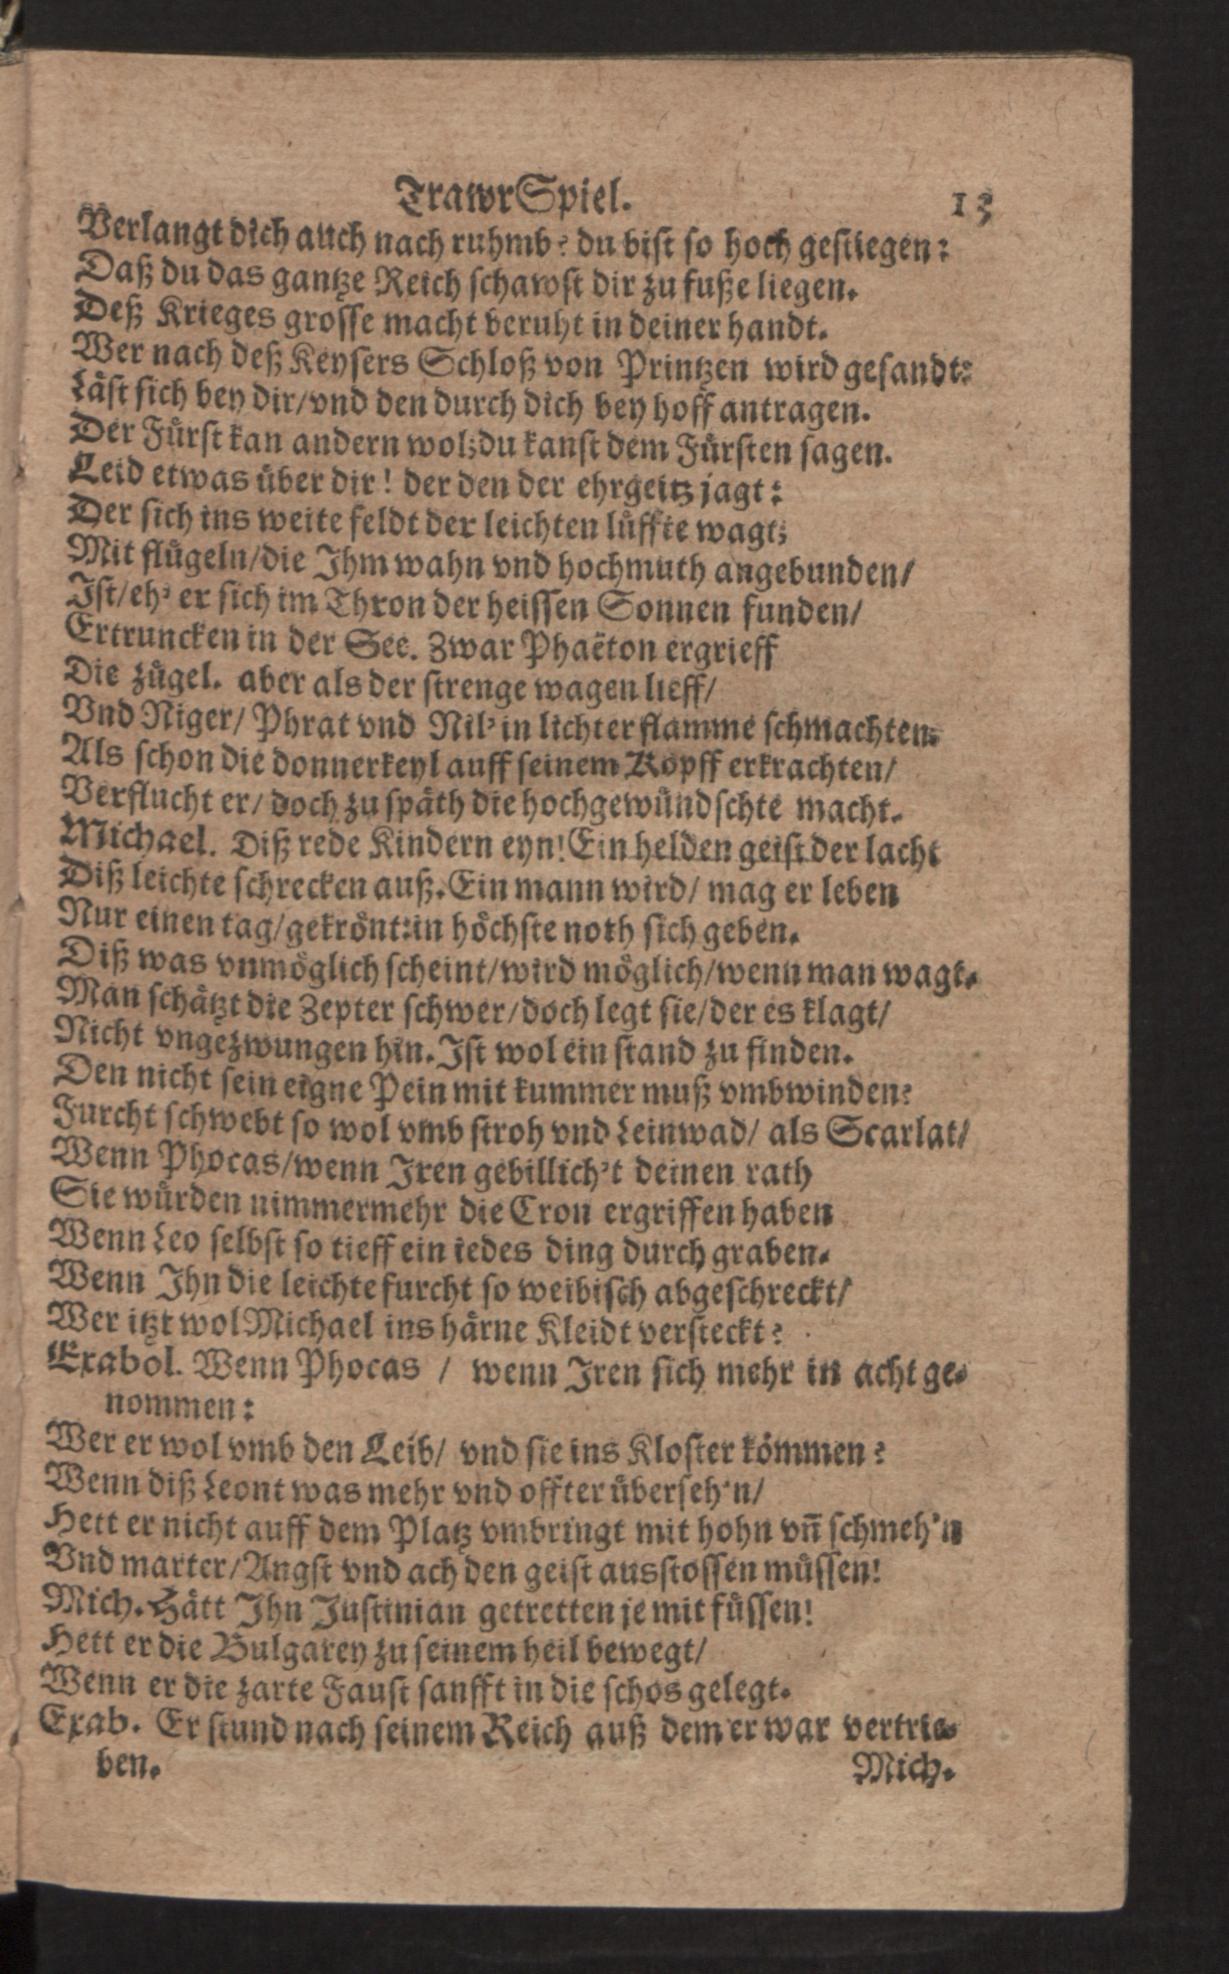 TrawrSpiel. 13
Verlangt dich auch nach ruhmb? du bist so hoch gestiegen:
Daß du das gantze Reich schawst dir zu fuße liegen.
Deß Krieges grosse macht beruht in deiner handt.
Wer nach deß Keysers Schloß von Printzen wird gesandt:
Läst sich bey dir/vnd den durch dich bey hoff antragen.
Der Fürst kan andern wol;du kanst dem Fürsten sagen.
Leid etwas über dir! der den der ehrgeitz jagt:
Der sich ins weite feldt der leichten lüffte wagt;
Mit flügeln/die Ihm wahn vnd hochmuth angebunden/
Ist/eh' er sich im Thron der heissen Sonnen funden/
Ertruncken in der See. Zwar Phaëton ergrieff
Die zügel. aber als der strenge wagen lieff/
Vnd Niger/ Phrat vnd Nil' in lichter flamme schmachten.
Als schon die donnerkeyl auff seinem Kopff erkrachten/
Verflucht er/ doch zu späth die hochgewündschte macht.
Michael. Diß rede Kindern eyn! Ein helden geist der lacht
Diß leichte schrecken auß. Ein mann wird/ mag er leben
Nur einen tag/gekrönt:in höchste noth sich geben.
Diß was vnmöglich scheint/wird möglich/wenn man wagt.
Man schätzt die Zepter schwer/doch legt sie/der es klagt/
Nicht vngezwungen hin. Ist wol ein stand zu finden.
Den nicht sein eigne Pein mit kummer muß vmbwinden?
Furcht schwebt so wol vmb stroh vnd Leinwad/ als Scarlat/
Wenn Phocas/wenn Iren gebillich't deinen rath
Sie würden nimmermehr die Cron ergriffen haben
Wenn Leo selbst so tieff ein iedes ding durch graben.
Wenn Ihn die leichte furcht so weibisch abgeschreckt/
Wer itzt wol Michael ins härne Kleidt versteckt?
Exabol. Wenn Phocas / wenn Iren sich mehr in acht ge-
nommen:
Wer er wol vmb den Leib/ vnd sie ins Kloster kömmen?
Wenn diß Leont was mehr vnd offter überseh'n/
Hett er nicht auff dem Platz vmbringt mit hohn vn̄ schmeh'n
Vnd marter/Angst vnd ach den geist ausstossen müssen!
Mich. Hätt Ihn Justinian getretten je mit füssen!
Hett er die Bulgarey zu seinem heil bewegt/
Wenn er die zarte Faust sanfft in die schos gelegt.
Exab. Er stund nach seinem Reich auß dem er war vertrie-
ben. Mich.